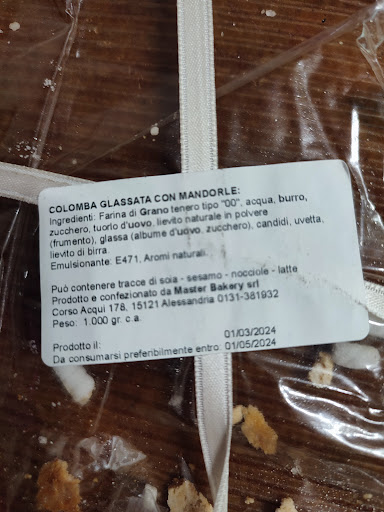 COLOMBA GLASSATA CON MANDORLE:
Ingredienti: Farina di Grano tenero tipo "00", acqua, burro,
zucchero, tuorlo d'uovo, lievito naturale in polvere
(frumento), glassa (albume d'uovo, zucchero), canditi, uvetta,
lievito di birra.
Emulsionante: E471, Aromi naturali.
Può contenere tracce di soia - sesamo - nocciole - latte
Prodotto e confezionato da Master Bakery srl
Corso Acqui 178, 15121 Alessandria 0131-381932
Peso: 1.000 gr. c.a.
Prodotto il: 01/03/2024
Da consumarsi preferibilmente entro: 01/05/2024